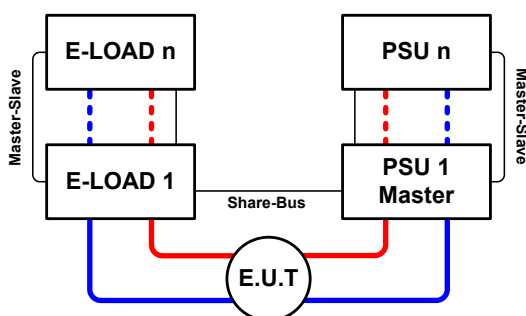 E-LOAD n
PSU n
Master-Slave
Master-Slave
E-LOAD 1
PSU 1
Master
Share-Bus
E.U.T